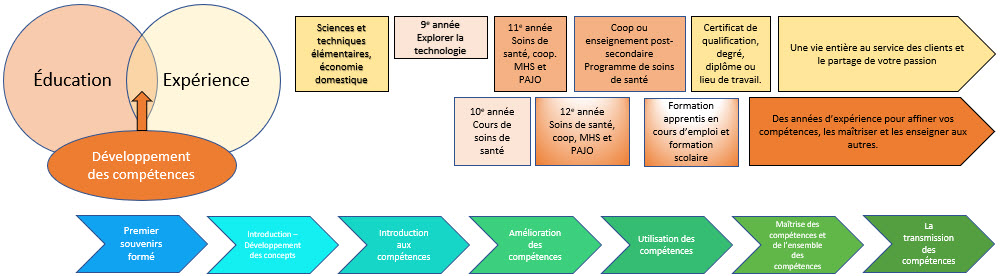 Éducation
Expérience
Développement
des compétences
Sciences et
techniques
élémentaires,
économie
domestique
9e année
Explorer la
technologie
11e année
Soins de
santé, coop.
MHS et
PAJO
Coop ou
enseignement post-
secondaire
Programme de soins
de santé
Certificat de
qualification,
degré,
diplôme ou
lieu de travail.
Une vie entière au service des clients et
le partage de votre passion
10e année
Cours de
soins de
santé
12e année
Soins de santé,
coop, MHS et
PAJO
Formation
apprentis en
cours d'emploi et
formation
scolaire
Des années d'expérience pour affiner vos
compétences, les maîtriser et les enseigner aux
autres.
Premier
souvenirs
formé
Introduction –
Développement
des concepts
Introduction
aux
compétences
Amélioration
des
compétences
Utilisation des
compétences
Maîtrise des
compétences et
de l'ensemble
des
compétences
La
transmission
des
compétences